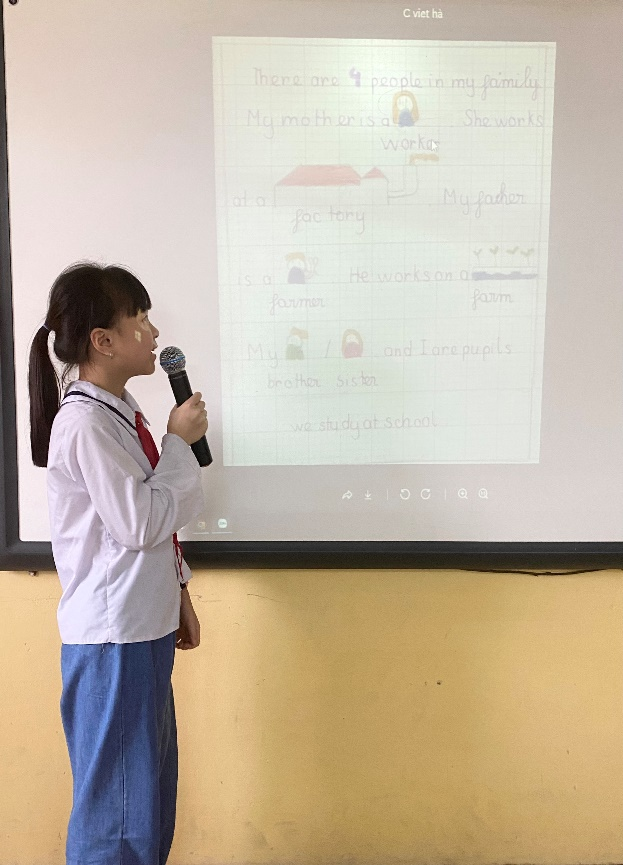 C viet hà
There are 4 people in my family
My mother is a . She works
worker
at a My father
factory
is a He works on a
farmer farm
My / and I are pupils
brother sister
we study at school